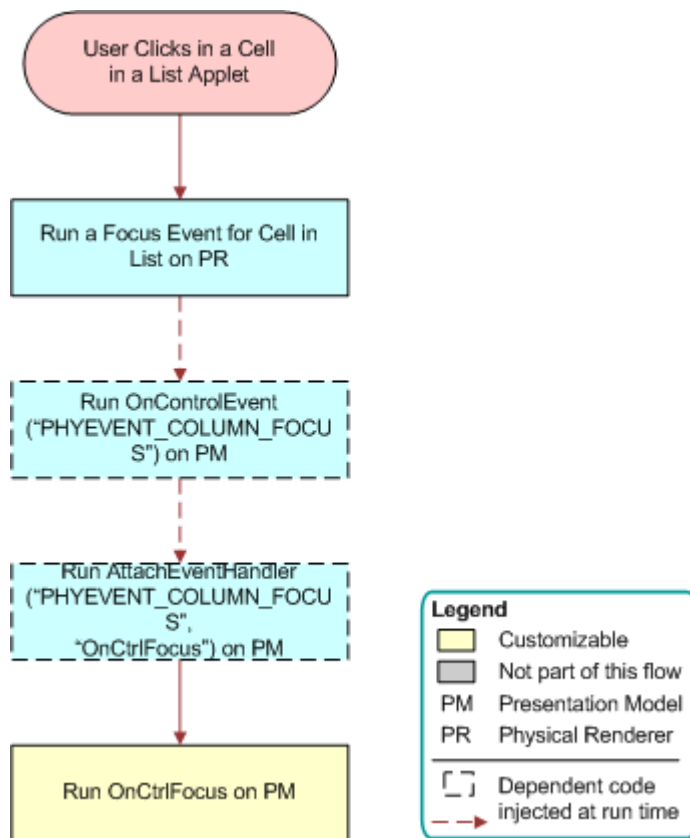 User Clicks in a Cell
in a List Applet
Run a Focus Event for Cell in
List on PR
Run OnControlEvent
(“PHYEVENT_COLUMN_FOCU
S”) on PM
Run AttachEventHandler
(“PHYEVENT_COLUMN_FOCU
S”,
“OnCtrlFocus”) on PM
Run OnCtrlFocus on PM
Legend
Customizable
Not part of this flow
PM Presentation Model
PR Physical Renderer
Dependent code
injected at run time